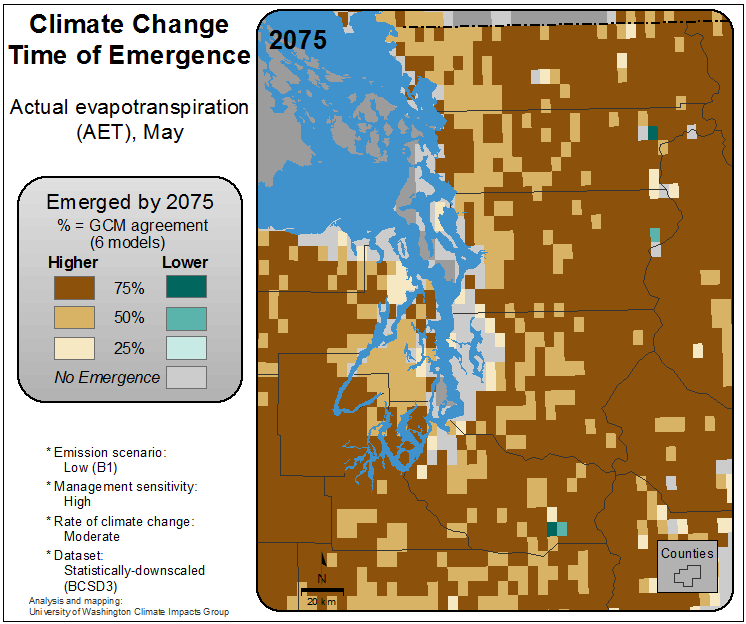 Climate Change
Time of Emergence
Actual evapotranspiration
(AET), May
Emerged by 2075
% = GCM agreement
(6 models)
Higher Lower
75%
50%
25%
No Emergence
* Emission scenario:
Low (B1)
* Management sensitivity:
High
* Rate of climate change:
Moderate
* Dataset:
Statistically-downscaled
(BCSD3)
Analysis and mapping:
University of Washington Climate Impacts Group
2075
N
20 km
Counties